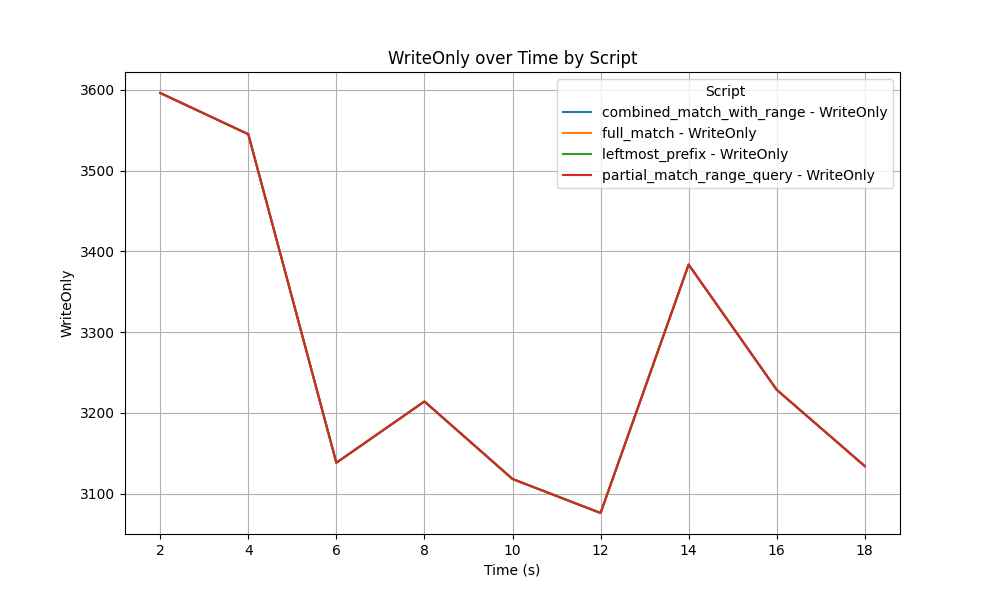 WriteOnly over Time by Script
Script
combined_match_with_range - WriteOnly
full_match - WriteOnly
leftmost_prefix - WriteOnly
partial_match_range_query - WriteOnly
3600
3500
3400
3300
3200
3100
WriteOnly
2 4 6 8 10 12 14 16 18
Time (s)